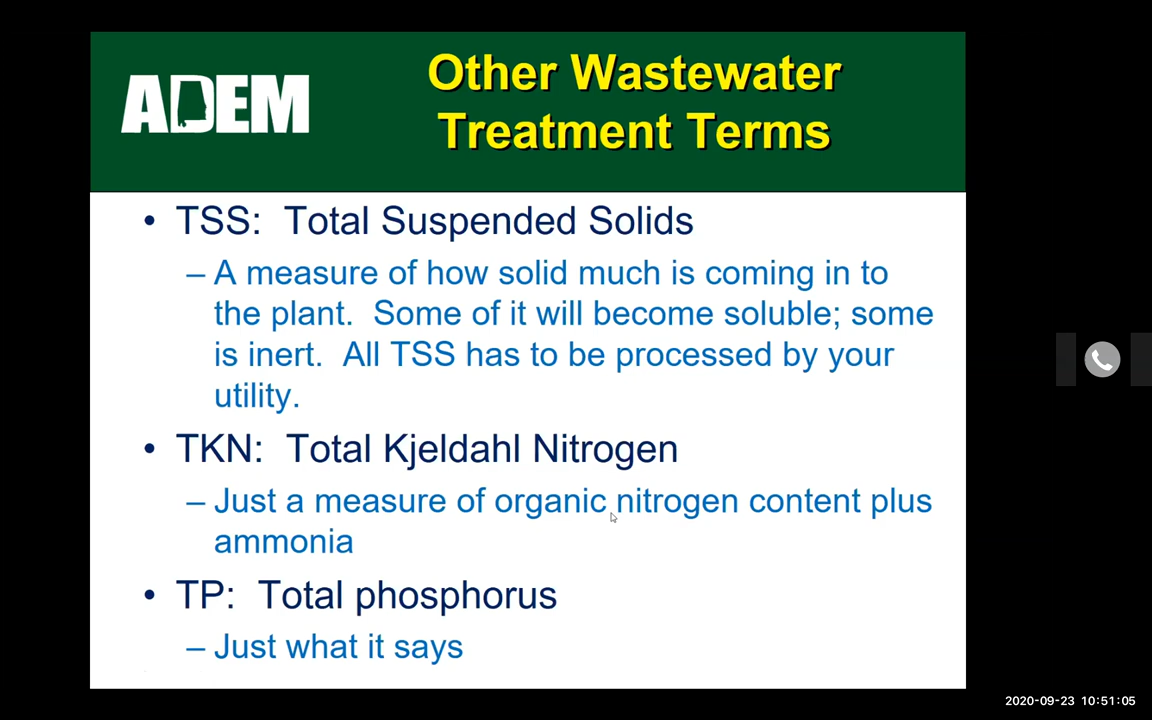 ADEM
Other Wastewater
Treatment Terms
• TSS: Total Suspended Solids
– A measure of how solid much is coming in to
the plant. Some of it will become soluble; some
is inert. All TSS has to be processed by your
utility.
• TKN: Total Kjeldahl Nitrogen
– Just a measure of organic nitrogen content plus
ammonia
• TP: Total phosphorus
– Just what it says
2020-09-23 10:51:05